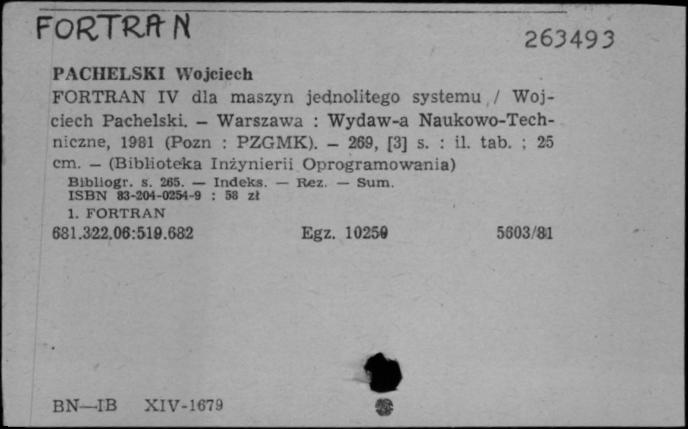 FORTRAN
263493
PACHELSKI Wojciech
FORTRAN IV dla maszyn jednolitego systemu / Woj-
ciech Pachelski. — Warszawa : Wydaw-a Naukowo-Tech-
niczne, 1981 (Pozn : PZGMK). — 269, [3] s. : il. tab. ; 25
cm. — (Biblioteka Inżynierii Oprogramowania)
Bibliogr. s. 265. — Indeks. — Rez. — Sum.
ISBN 83-204-0254-9 : 58 zł
1. FORTRAN
681.322.06:519.682 Egz. 10250 5603/81
BN—IB XIV-1679